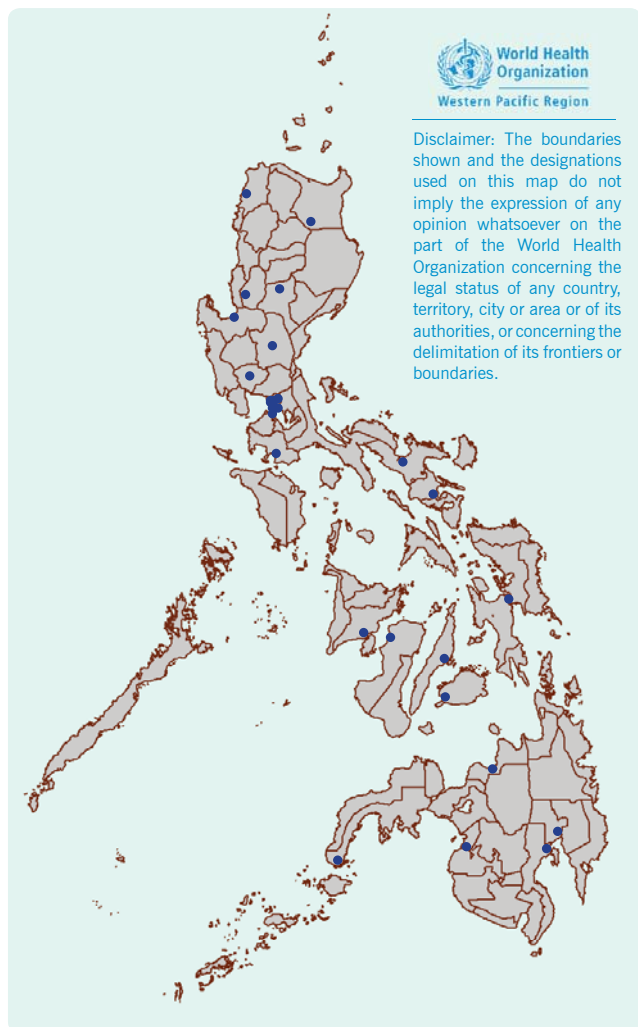 World Health
Organization
Western Pacific Region
Disclaimer: The boundaries
shown and the designations
used on this map do not
imply the expression of any
opinion whatsoever on the
part of the World Health
Organization concerning the
legal status of any country,
territory, city or area or of its
authorities, or concerning the
delimitation of its frontiers or
boundaries.